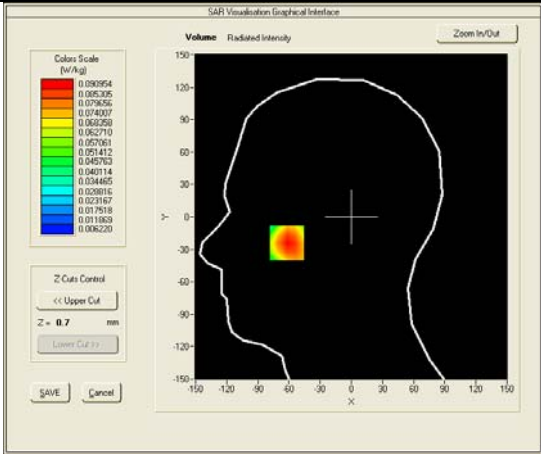 SAR Visualisation Graphical Interface
Volume Radiated Intensity
Zoom In/Out
Colors Scale
(W/kg)
0.090954
0.085305
0.079656
0.074007
0.068358
0.062710
0.057061
0.051412
0.045763
0.040114
0.034465
0.028816
0.023167
0.017518
0.011869
0.006220
Z Cuts Control
<< Upper Cut
Z = 0.7 mm
Lower Cut >>
SAVE Cancel
150
120
90
60
30
0
-30
-60
-90
-120
-150
Y
-150 -120 -90 -60 -30 0 30 60 90 120 150
X